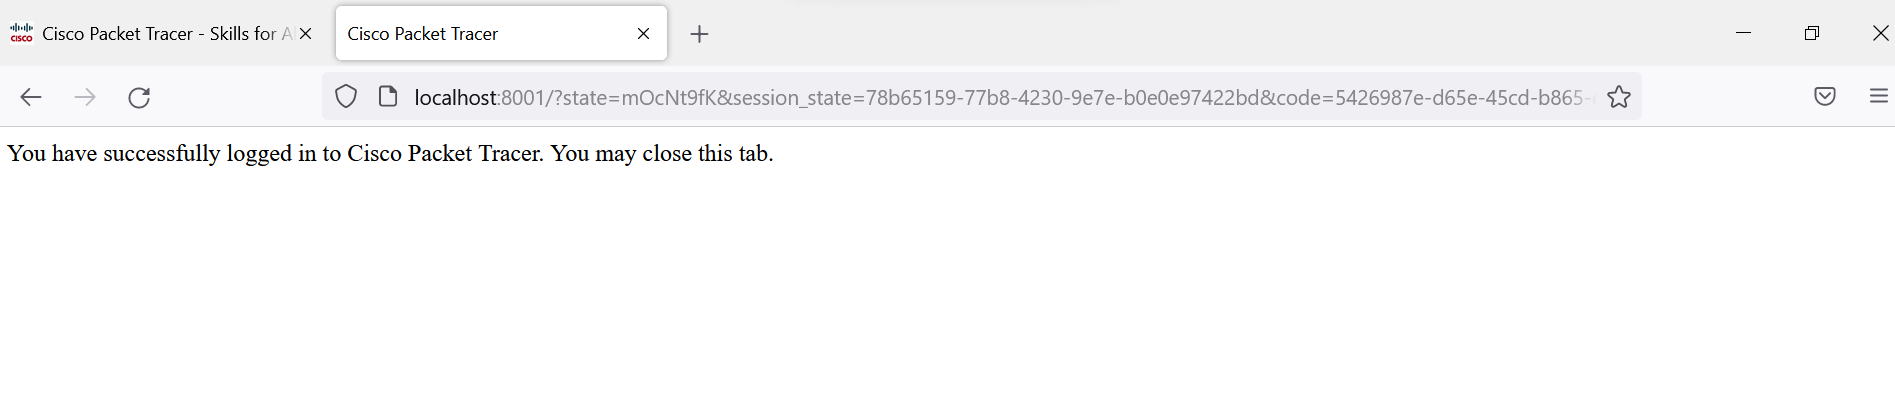 CISCO
Cisco Packet Tracer - Skills for A
Cisco Packet Tracer
localhost:8001/?state=mOcNt9fK&session_state=78b65159-77b8-4230-9e7e-b0e0e97422bd&code=5426987e-d65e-45cd-b865-
You have successfully logged in to Cisco Packet Tracer. You may close this tab.